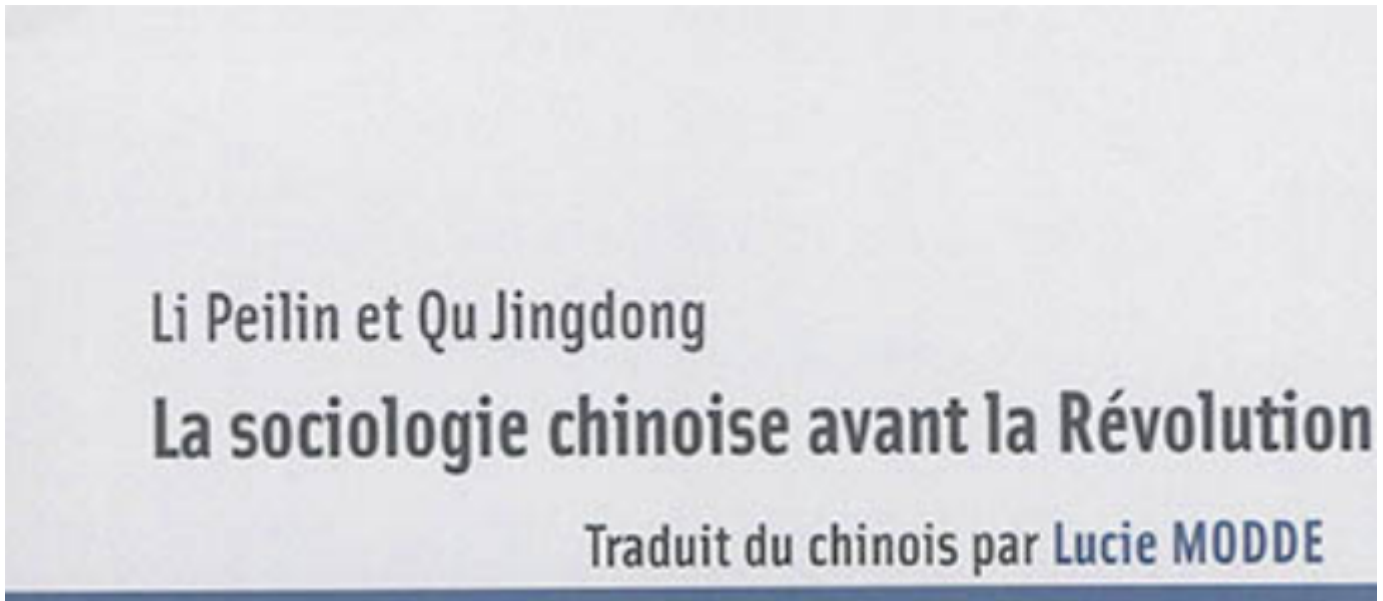 Li Peilin et Qu Jingdong
La sociologie chinoise avant la Révolution
Traduit du chinois par Lucie MODDE